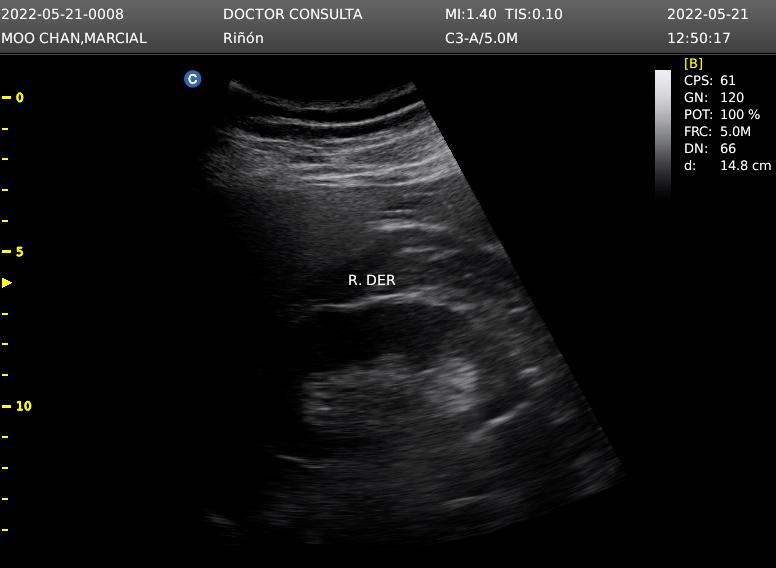 2022-05-21-0008 DOCTOR CONSULTA MI:1.40 TIS:0.10 2022-05-21
MOO CHAN,MARCIAL Riñón C3-A/5.0M 12:50:17
C
[B]
CPS: 61
GN: 120
POT: 100 %
FRC: 5.0M
DN: 66
d: 14.8 cm
0
5
R. DER
10